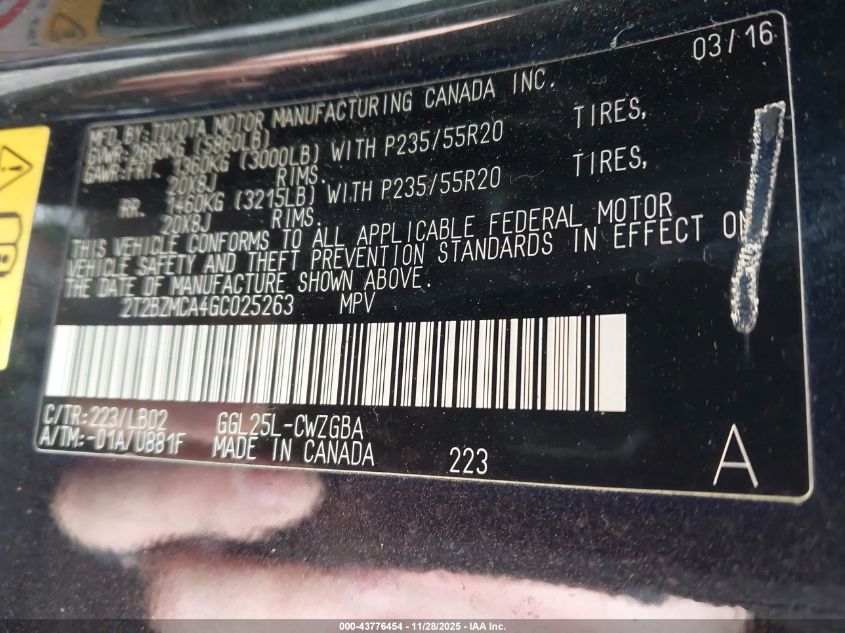 03/16
MFD BY:TOYOTA MOTOR MANUFACTURING CANADA INC.
GVWR:2660KG (5860LB)
GAWR:FRT. 1360KG (3000LB) WITH P235/55R20 TIRES,
20X8J RIMS.
RR. 1460KG (3215LB) WITH P235/55R20 TIRES,
20X8J RIMS.
THIS VEHICLE CONFORMS TO ALL APPLICABLE FEDERAL MOTOR
VEHICLE SAFETY AND THEFT PREVENTION STANDARDS IN EFFECT ON
THE DATE OF MANUFACTURE SHOWN ABOVE.
2T2BZMCA4GC025263 MPV
C/TR:223/LB02 GGL25L-CWZGBA
A/TM:-01A/U881F MADE IN CANADA 223
A
000-43776454 - 11/28/2025 - IAA Inc.